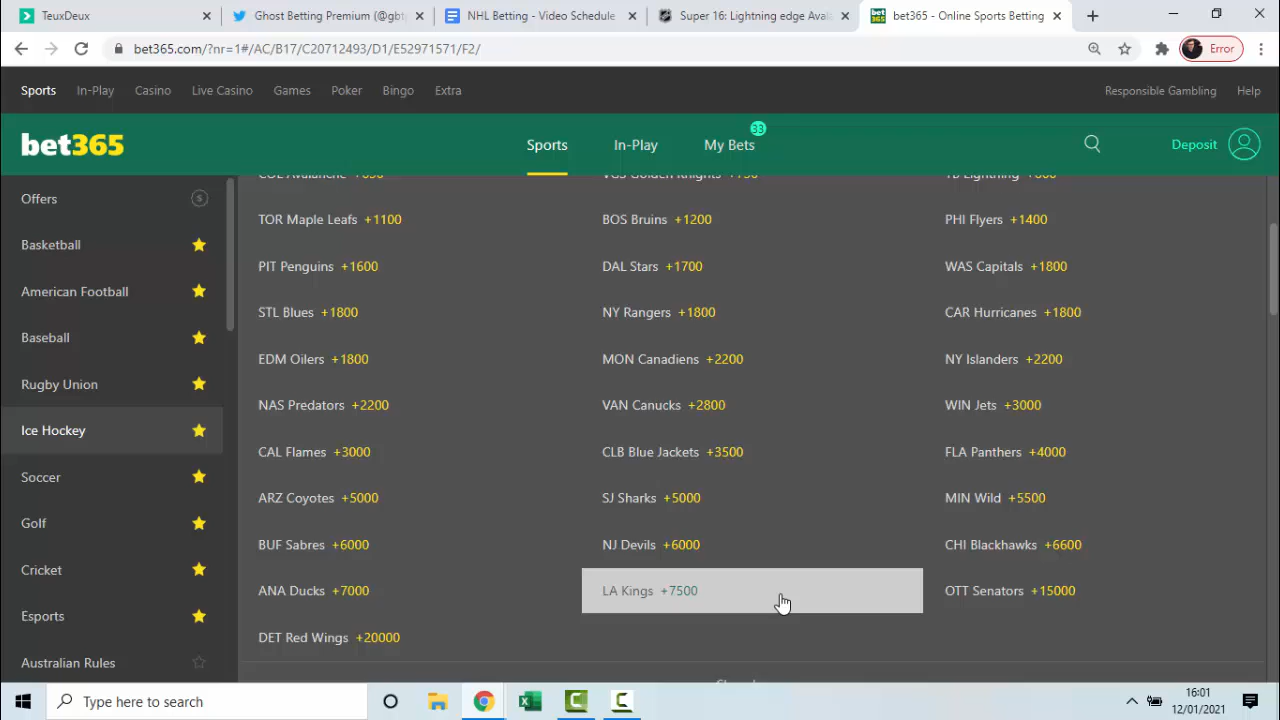 TeuxDeux
Ghost Betting Premium (@gbt
NHL Betting - Video Schedule
Super 16: Lightning edge Avala
bet365 - Online Sports Betting
bet365.com/?nr=1#/AC/B17/C20712493/D1/E52971571/F2/
Error
Sports In-Play Casino Live Casino Games Poker Bingo Extra
Responsible Gambling Help
bet365
Sports In-Play My Bets 33
Deposit
Offers
Basketball
American Football
Baseball
Rugby Union
Ice Hockey
Soccer
Golf
Cricket
Esports
Australian Rules
TOR Maple Leafs +1100 BOS Bruins +1200 PHI Flyers +1400
PIT Penguins +1600 DAL Stars +1700 WAS Capitals +1800
STL Blues +1800 NY Rangers +1800 CAR Hurricanes +1800
EDM Oilers +1800 MON Canadiens +2200 NY Islanders +2200
NAS Predators +2200 VAN Canucks +2800 WIN Jets +3000
CAL Flames +3000 CLB Blue Jackets +3500 FLA Panthers +4000
ARZ Coyotes +5000 SJ Sharks +5000 MIN Wild +5500
BUF Sabres +6000 NJ Devils +6000 CHI Blackhawks +6600
ANA Ducks +7000 LA Kings +7500 OTT Senators +15000
DET Red Wings +20000
Type here to search
16:01
12/01/2021